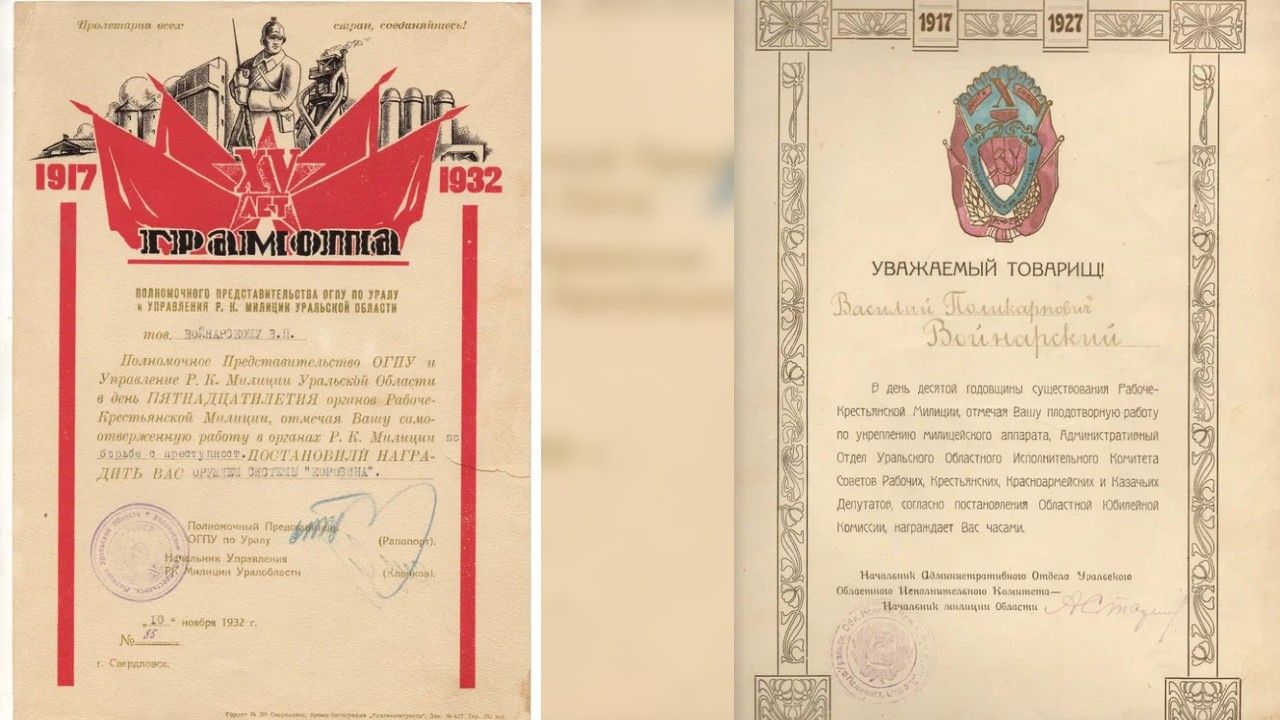 Пролетарии всех стран, соединяйтесь!
1917
1932
XV
ЛЕТ
ГРАМОТА
ПОЛНОМОЧНОГО ПРЕДСТАВИТЕЛЬСТВА ОГПУ ПО УРАЛУ
и УПРАВЛЕНИЯ Р. К. МИЛИЦИИ УРАЛЬСКОЙ ОБЛАСТИ
тов. ВОЙНАРСКОМУ В.П.
Полномочное Представительство ОГПУ и
Управление Р. К. Милиции Уральской Области
в день ПЯТНАДЦАТИЛЕТИЯ органов Рабоче-
Крестьянской Милиции, отмечая Вашу само-
отверженную работу в органах Р. К. Милиции по
борьбе с преступност. ПОСТАНОВИЛ НАГРА-
ДИТЬ ВАС ОРУЖИЕМ СИСТЕМЫ "КОРОВИНА".
Полномочный Представитель
ОГПУ по Уралу (Рапопорт).
Начальник Управления
РК Милиции Уралобласти (Клочков).
„10" ноября 1932 г.
№ 85
г. Свердловск.
1917
1927
X
УВАЖАЕМЫЙ ТОВАРИЩ!
Василий Поликарпович
Войнарский
В день десятой годовщины существования Рабоче-
Крестьянской Милиции, отмечая Вашу плодотворную работу
по укреплению милицейского аппарата, Административный
Отдел Уральского Областного Исполнительного Комитета
Советов Рабочих, Крестьянских, Красноармейских и Казачьих
Депутатов, согласно постановления Областной Юбилейной
Комиссии, награждает Вас часами.
Начальник Административного Отдела Уральского
Областного Исполнительного Комитета—
Начальник милиции Области